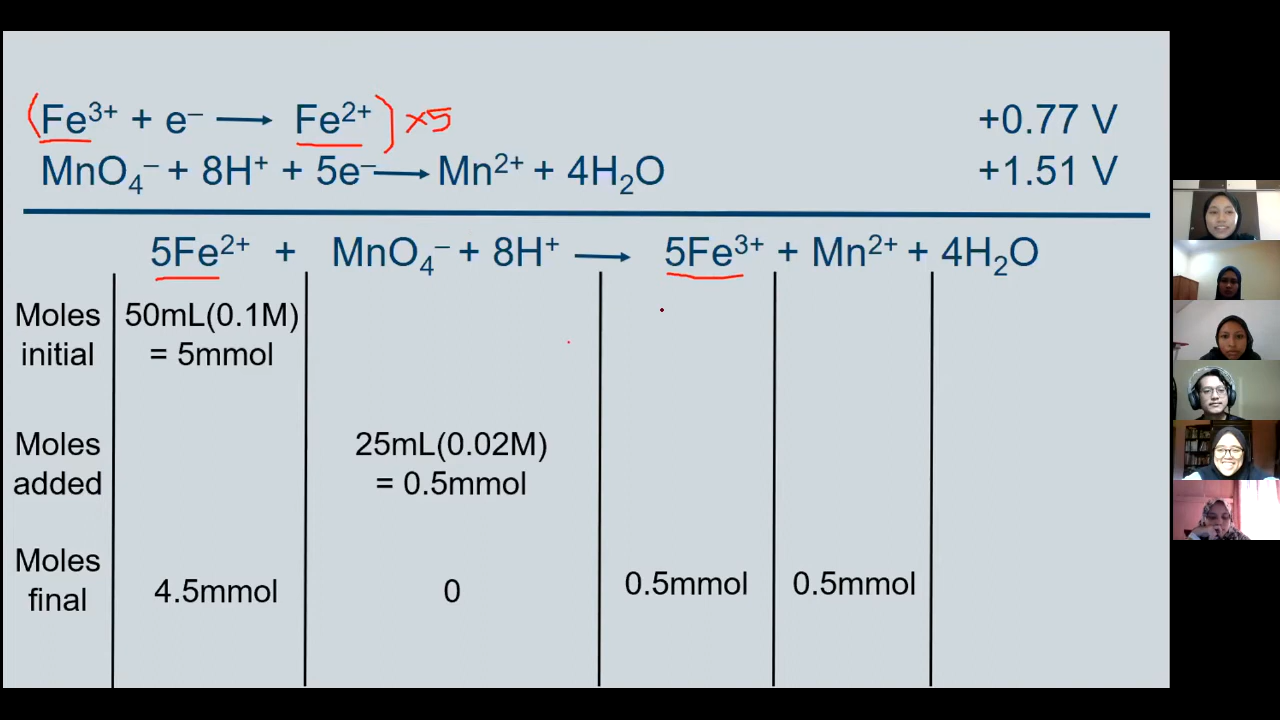 (Fe³⁺ + e⁻ → Fe²⁺) ×5 +0.77 V
MnO₄⁻ + 8H⁺ + 5e⁻ → Mn²⁺ + 4H₂O +1.51 V
5Fe²⁺ + MnO₄⁻ + 8H⁺ → 5Fe³⁺ + Mn²⁺ + 4H₂O
Moles initial 50mL(0.1M)
= 5mmol
Moles added 25mL(0.02M)
= 0.5mmol
Moles final 4.5mmol 0 0.5mmol 0.5mmol